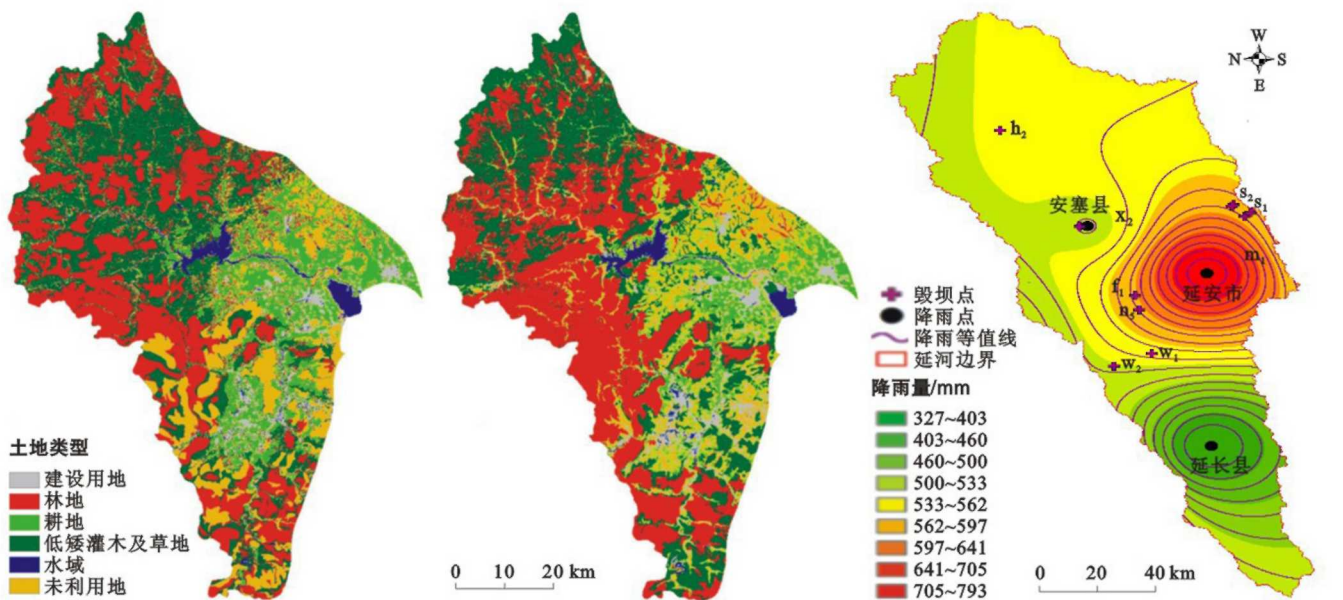 土地类型
建设用地
林地
耕地
低矮灌木及草地
水域
未利用地
0 10 20 km
W
N S
E
h₂
安塞县
X₂
S₂
S₁
m₁
延安市
f₁
n₅
w₁
w₂
延长县
毁坝点
降雨点
降雨等值线
延河边界
降雨量/mm
327~403
403~460
460~500
500~533
533~562
562~597
597~641
641~705
705~793
0 20 40 km